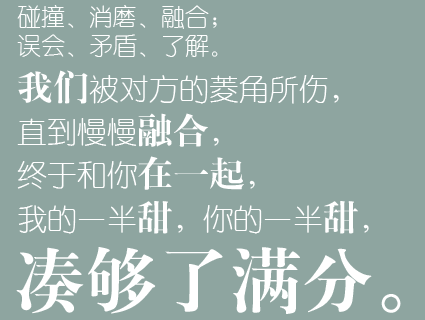 碰撞、消磨、融合；
误会、矛盾、了解。
我们被对方的菱角所伤，
直到慢慢融合，
终于和你在一起，
我的一半甜，你的一半甜，
凑够了满分。